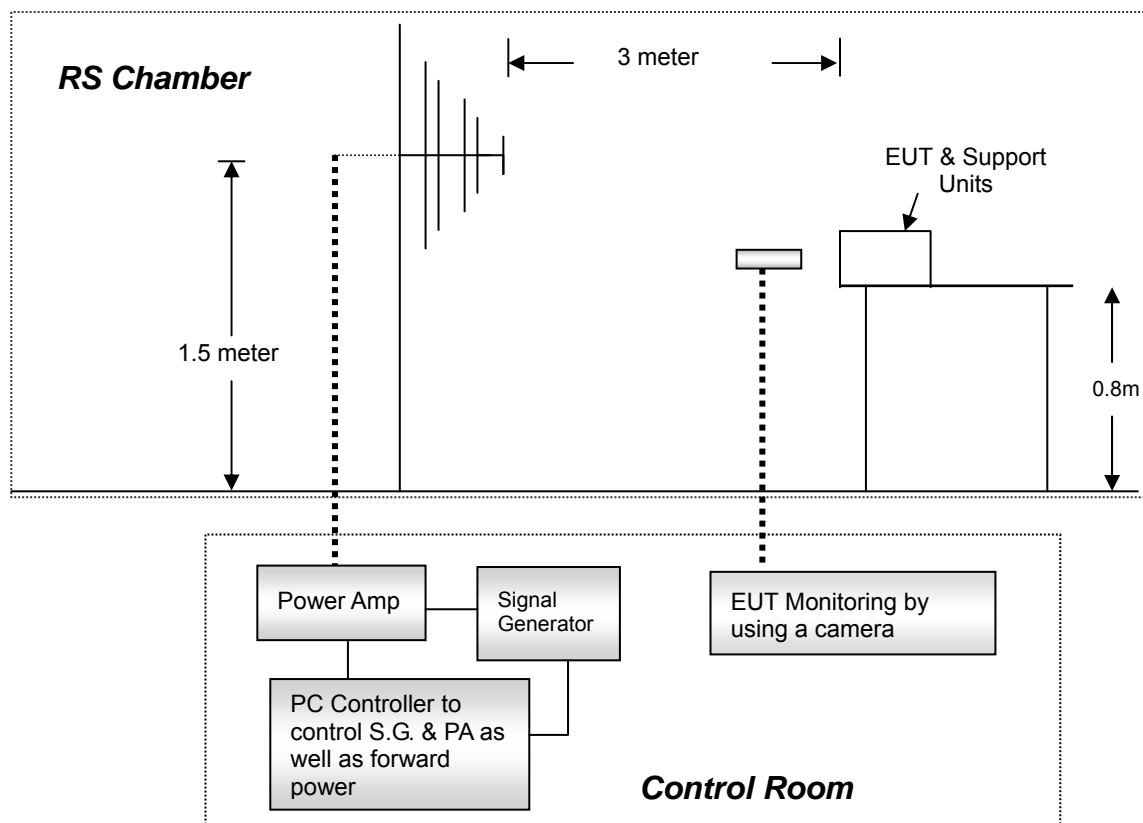 RS Chamber
3 meter
EUT & Support
Units
1.5 meter
0.8m
Power Amp
Signal
Generator
EUT Monitoring by
using a camera
PC Controller to
control S.G. & PA as
well as forward
power
Control Room